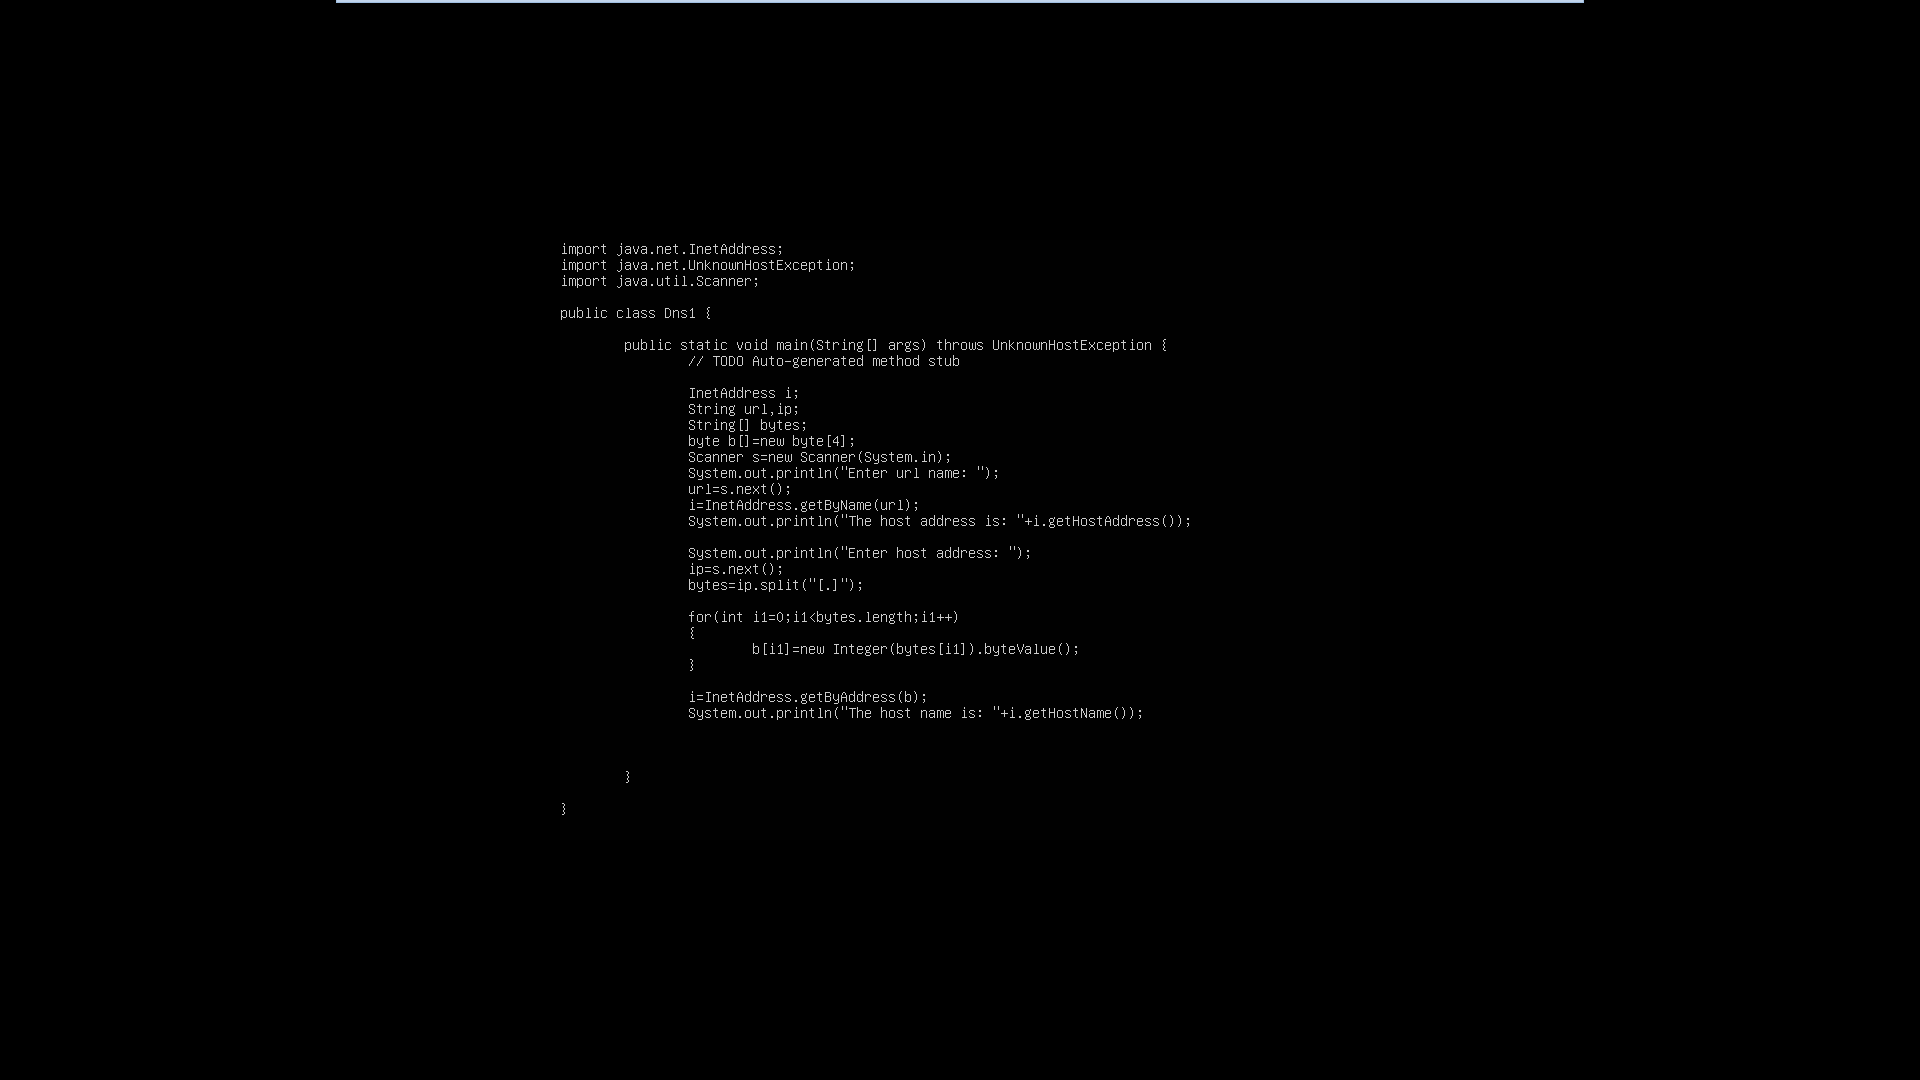 import java.net.InetAddress;
import java.net.UnknownHostException;
import java.util.Scanner;

public class Dns1 {

        public static void main(String[] args) throws UnknownHostException {
                // TODO Auto-generated method stub

                InetAddress i;
                String url,ip;
                String[] bytes;
                byte b[]=new byte[4];
                Scanner s=new Scanner(System.in);
                System.out.println("Enter url name: ");
                url=s.next();
                i=InetAddress.getByName(url);
                System.out.println("The host address is: "+i.getHostAddress());

                System.out.println("Enter host address: ");
                ip=s.next();
                bytes=ip.split("[.]");

                for(int i1=0;i1<bytes.length;i1++)
                {
                        b[i1]=new Integer(bytes[i1]).byteValue();
                }

                i=InetAddress.getByAddress(b);
                System.out.println("The host name is: "+i.getHostName());



        }

}